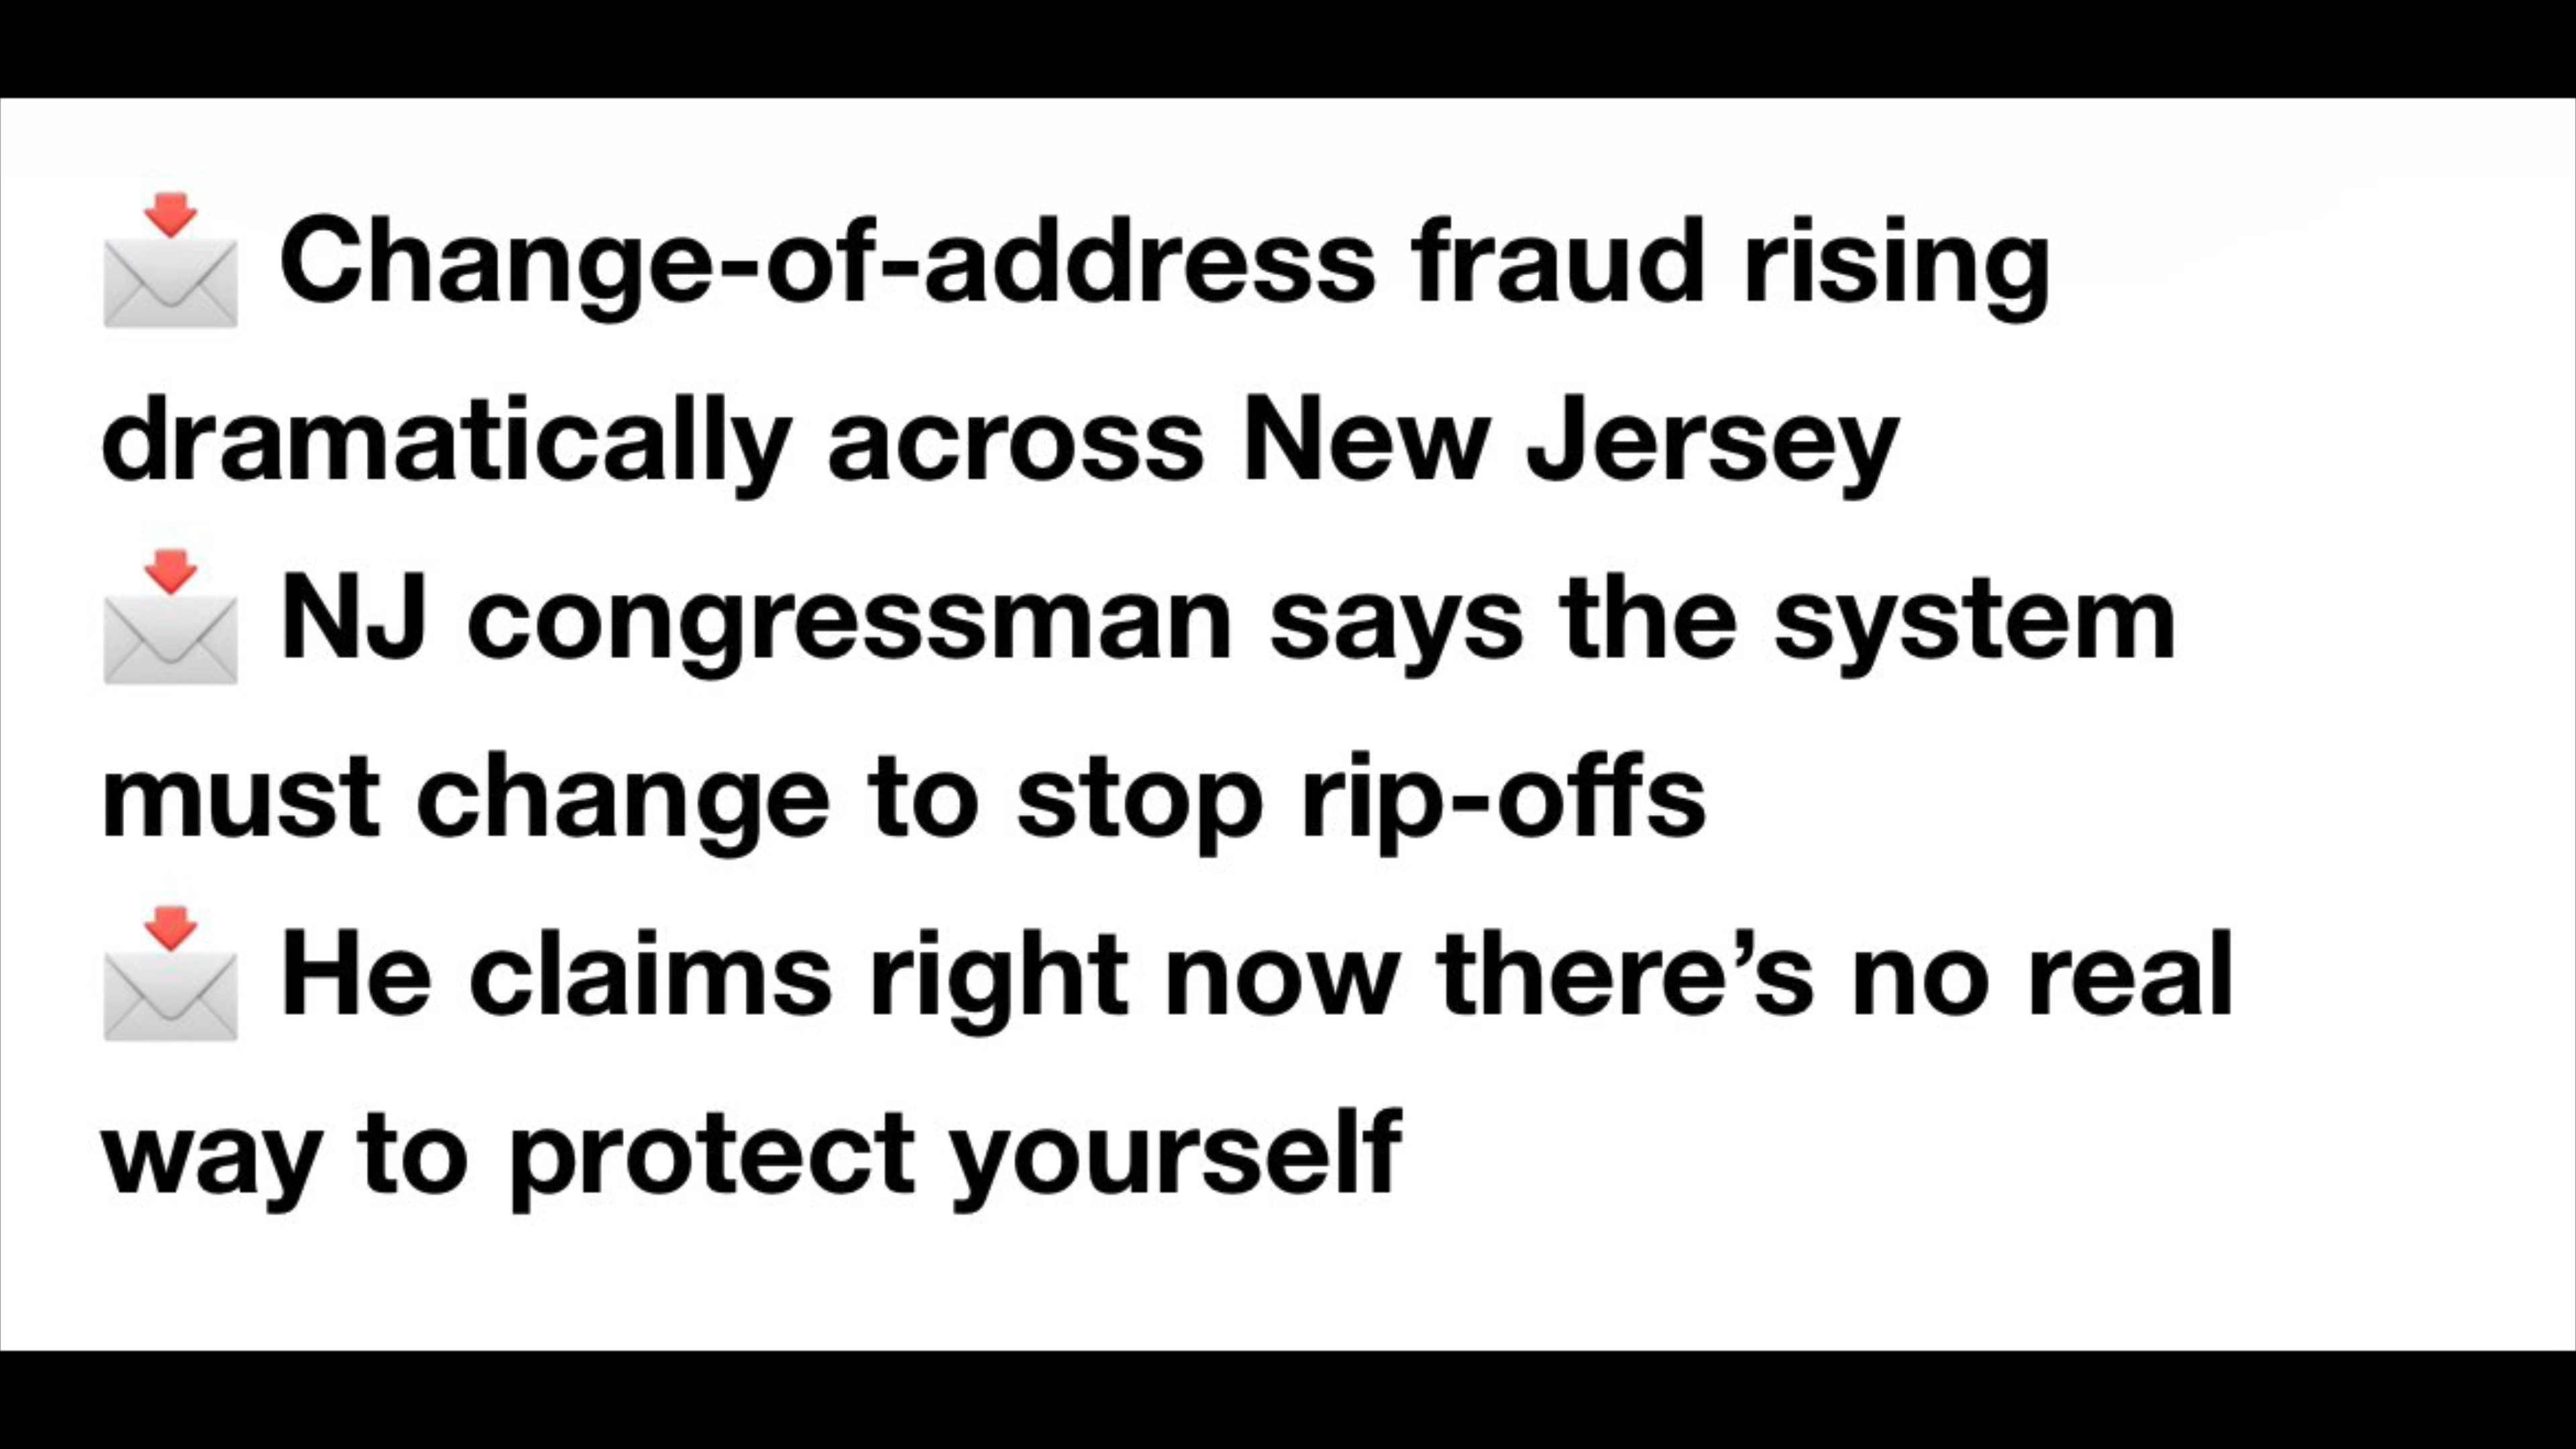 📩 Change-of-address fraud rising
dramatically across New Jersey
📩 NJ congressman says the system
must change to stop rip-offs
📩 He claims right now there’s no real
way to protect yourself